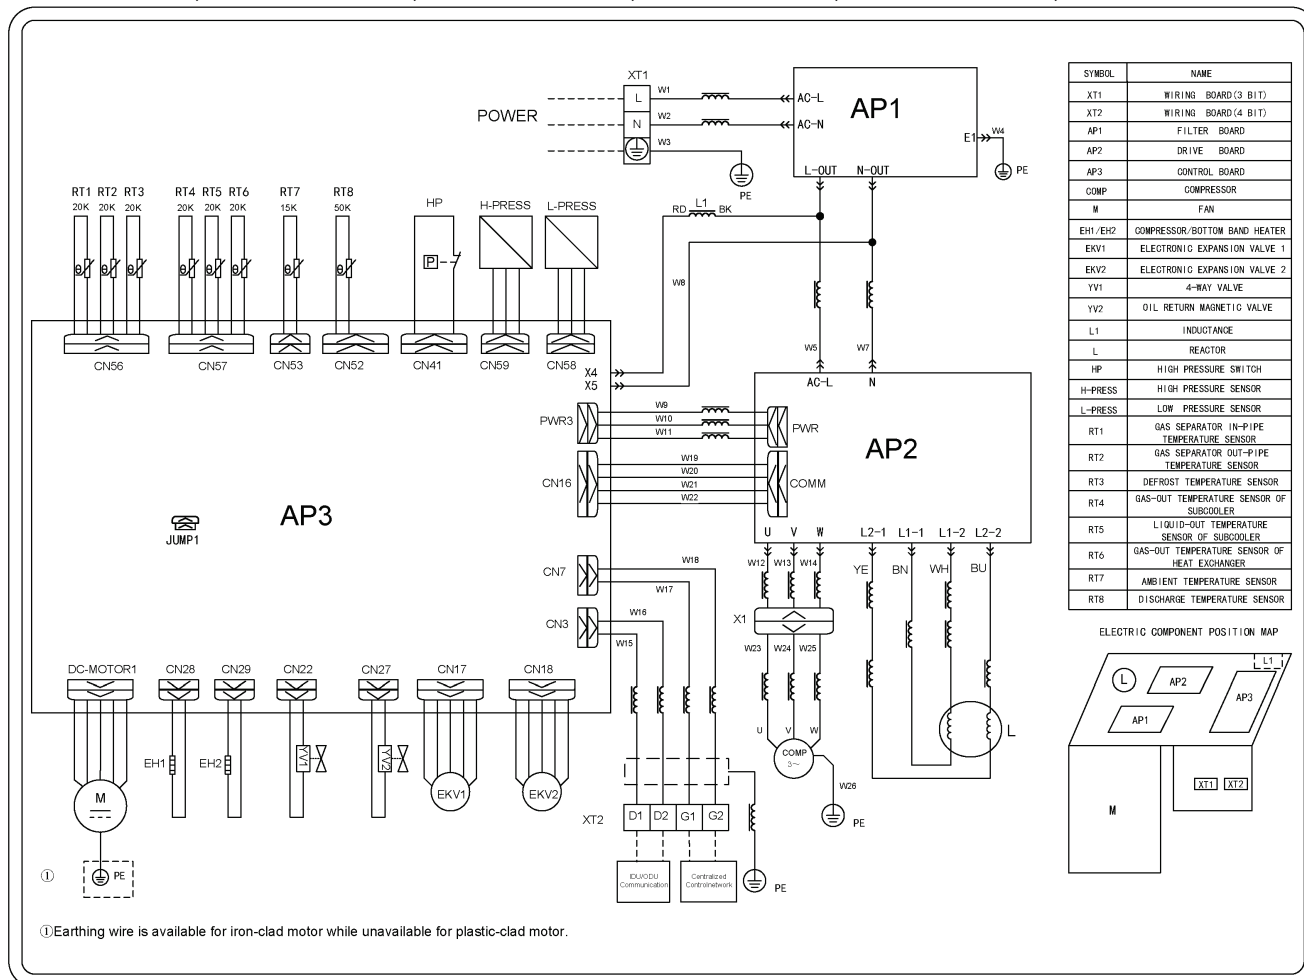 XT1
POWER
L
N
W1
W2
W3
PE
AC-L
AC-N
AP1
E1
W4
PE
L-OUT
N-OUT
RT1 RT2 RT3
20K 20K 20K
RT4 RT5 RT6
20K 20K 20K
RT7
15K
RT8
50K
HP
P
H-PRESS
L-PRESS
θ θ θ θ θ θ θ θ
RD L1 BK
W8
W5
W7
CN56
CN57
CN53
CN52
CN41
CN59
CN58
X4
X5
AC-L
N
PWR3
W9
W10
W11
PWR
AP2
CN16
W19
W20
W21
W22
COMM
AP3
JUMP1
U V W L2-1 L1-1 L1-2 L2-2
W12 W13 W14
YE BN WH BU
CN7
W18
W17
CN3
W16
W15
X1
W23 W24 W25
DC-MOTOR1
CN28
CN29
CN22
CN27
CN17
CN18
EH1
EH2
YV1
YV2
EKV1
EKV2
M
PE
U V W
COMP
3~
W26
PE
L
XT2
D1 D2 G1 G2
IDU/ODU
Communication
Centralized
Controlnetwork
PE
①
①Earthing wire is available for iron-clad motor while unavailable for plastic-clad motor.
SYMBOL NAME
XT1 WIRING BOARD(3 BIT)
XT2 WIRING BOARD(4 BIT)
AP1 FILTER BOARD
AP2 DRIVE BOARD
AP3 CONTROL BOARD
COMP COMPRESSOR
M FAN
EH1/EH2 COMPRESSOR/BOTTOM BAND HEATER
EKV1 ELECTRONIC EXPANSION VALVE 1
EKV2 ELECTRONIC EXPANSION VALVE 2
YV1 4-WAY VALVE
YV2 OIL RETURN MAGNETIC VALVE
L1 INDUCTANCE
L REACTOR
HP HIGH PRESSURE SWITCH
H-PRESS HIGH PRESSURE SENSOR
L-PRESS LOW PRESSURE SENSOR
RT1 GAS SEPARATOR IN-PIPE
TEMPERATURE SENSOR
RT2 GAS SEPARATOR OUT-PIPE
TEMPERATURE SENSOR
RT3 DEFROST TEMPERATURE SENSOR
RT4 GAS-OUT TEMPERATURE SENSOR OF
SUBCOOLER
RT5 LIQUID-OUT TEMPERATURE
SENSOR OF SUBCOOLER
RT6 GAS-OUT TEMPERATURE SENSOR OF
HEAT EXCHANGER
RT7 AMBIENT TEMPERATURE SENSOR
RT8 DISCHARGE TEMPERATURE SENSOR
ELECTRIC COMPONENT POSITION MAP
L1
L
AP2
AP3
AP1
XT1 XT2
M